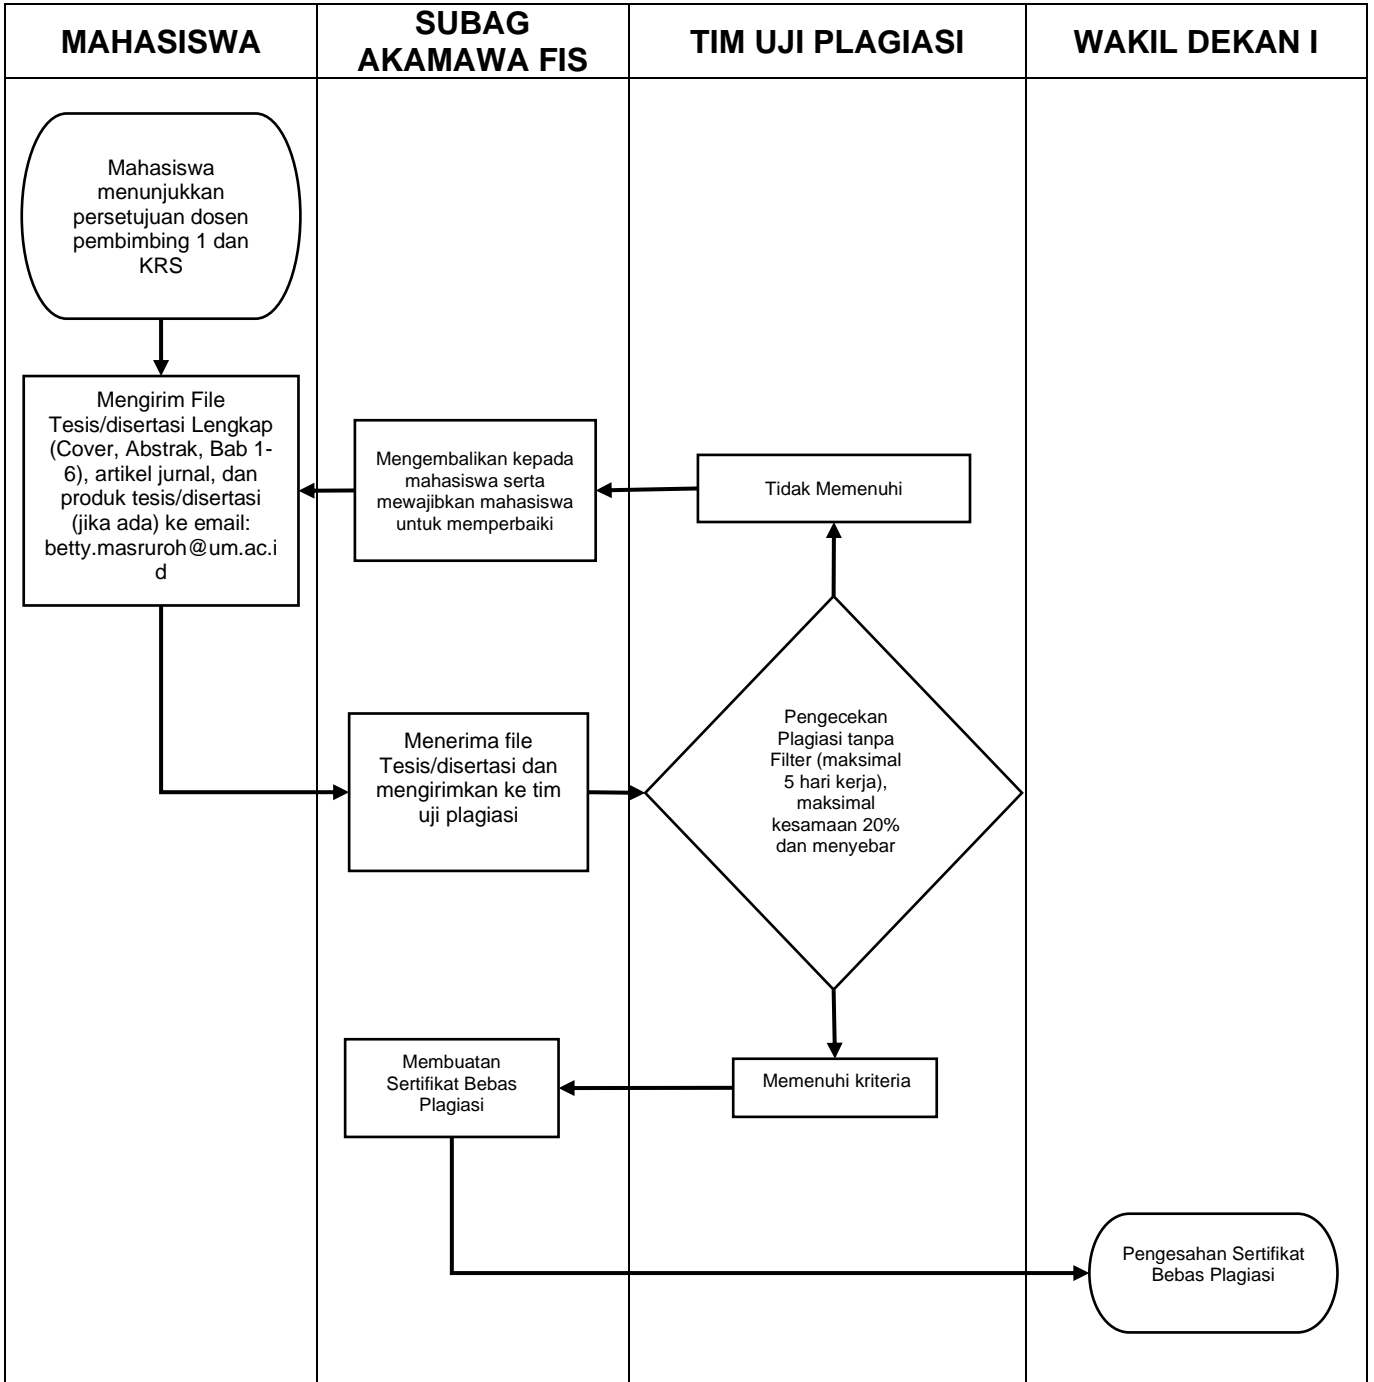 MAHASISWA
SUBAG
AKAMAWA FIS
TIM UJI PLAGIASI
WAKIL DEKAN I
Mahasiswa
menunjukkan
persetujuan dosen
pembimbing 1 dan
KRS
Mengirim File
Tesis/disertasi Lengkap
(Cover, Abstrak, Bab 1-
6), artikel jurnal, dan
produk tesis/disertasi
(jika ada) ke email:
betty.masruroh@um.ac.i
d
Mengembalikan kepada
mahasiswa serta
mewajibkan mahasiswa
untuk memperbaiki
Tidak Memenuhi
Menerima file
Tesis/disertasi dan
mengirimkan ke tim
uji plagiasi
Pengecekan
Plagiasi tanpa
Filter (maksimal
5 hari kerja),
maksimal
kesamaan 20%
dan menyebar
Membuatan
Sertifikat Bebas
Plagiasi
Memenuhi kriteria
Pengesahan Sertifikat
Bebas Plagiasi